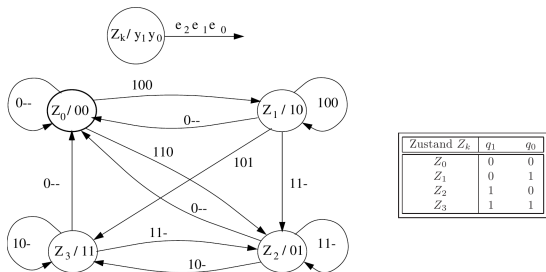 Z_k / y_1 y_0
e_2 e_1 e_0
100
0--
Z_0 / 00
0--
Z_1 / 10
100
110
101
0--
11-
0--
10-
Z_3 / 11
11-
10-
Z_2 / 01
11-
Zustand Z_k q_1 q_0
Z_0 0 0
Z_1 0 1
Z_2 1 0
Z_3 1 1